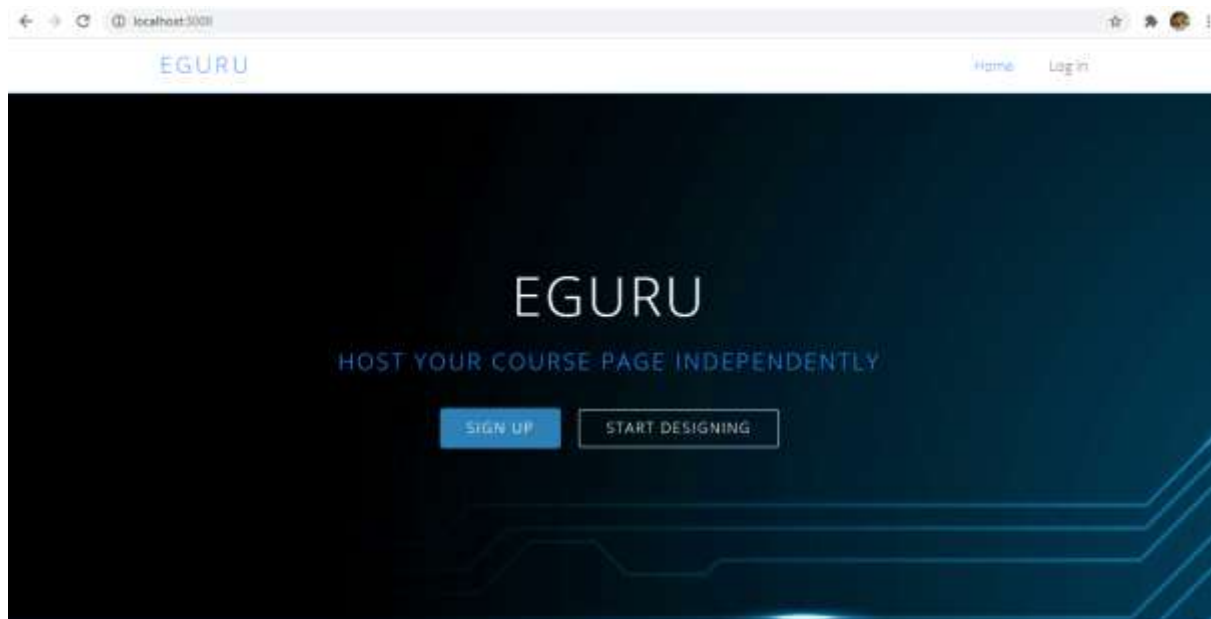 localhost:3000
EGURU
Home Log in
EGURU
HOST YOUR COURSE PAGE INDEPENDENTLY
SIGN UP START DESIGNING